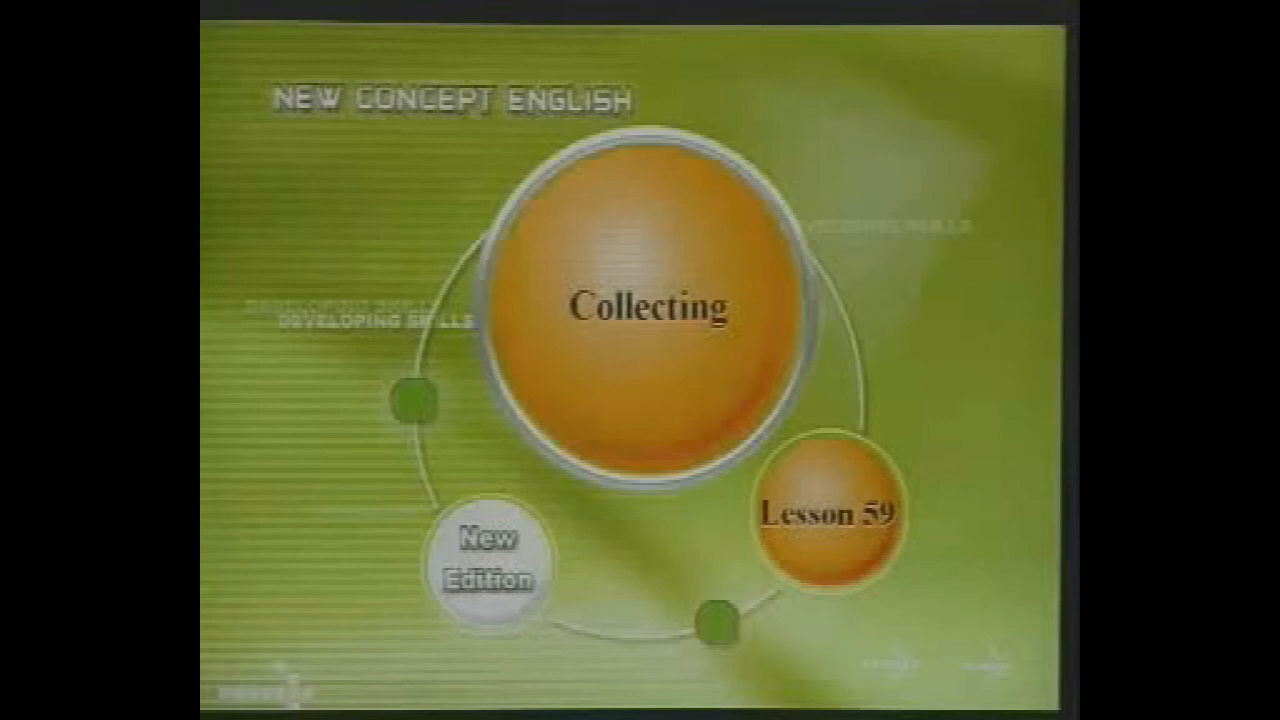 NEW CONCEPT ENGLISH
Collecting
DEVELOPING SKILLS
Lesson 59
New
Edition